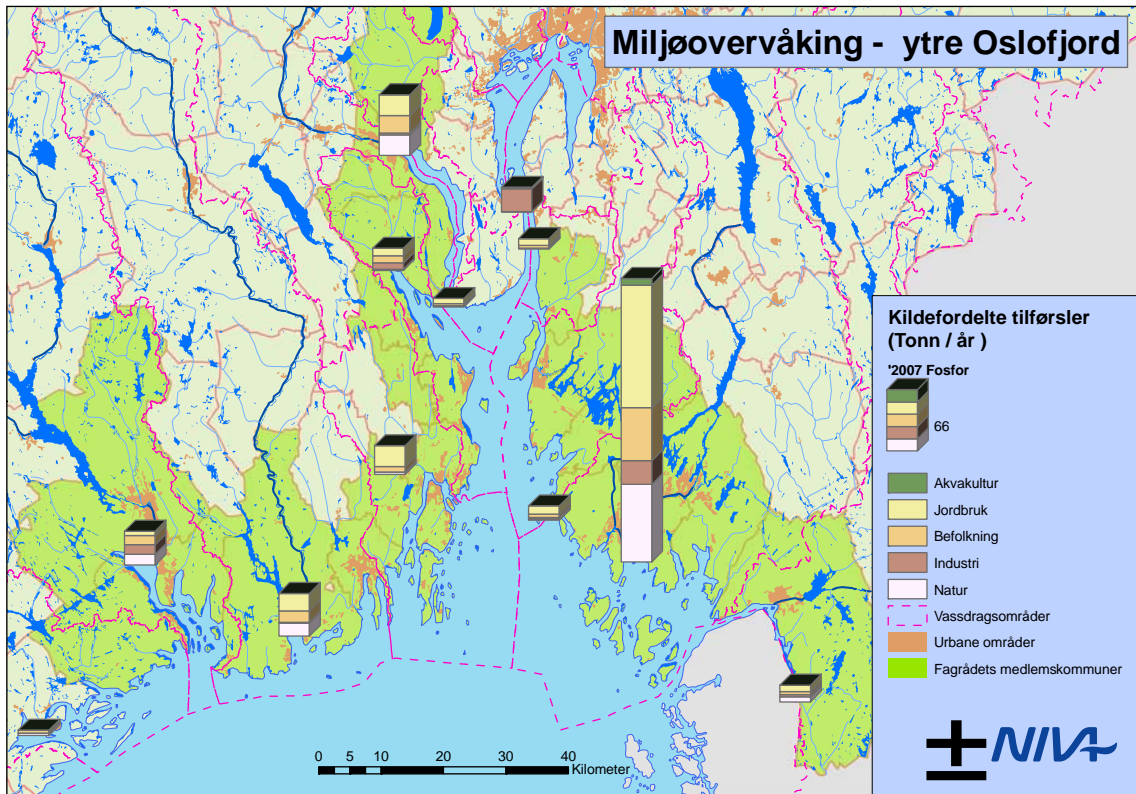 Miljøovervåking - ytre Oslofjord
Kildefordelte tilførsler
(Tonn / år )
'2007 Fosfor
66
Akvakultur
Jordbruk
Befolkning
Industri
Natur
Vassdragsområder
Urbane områder
Fagrådets medlemskommuner
NIVA
0 5 10 20 30 40
Kilometer